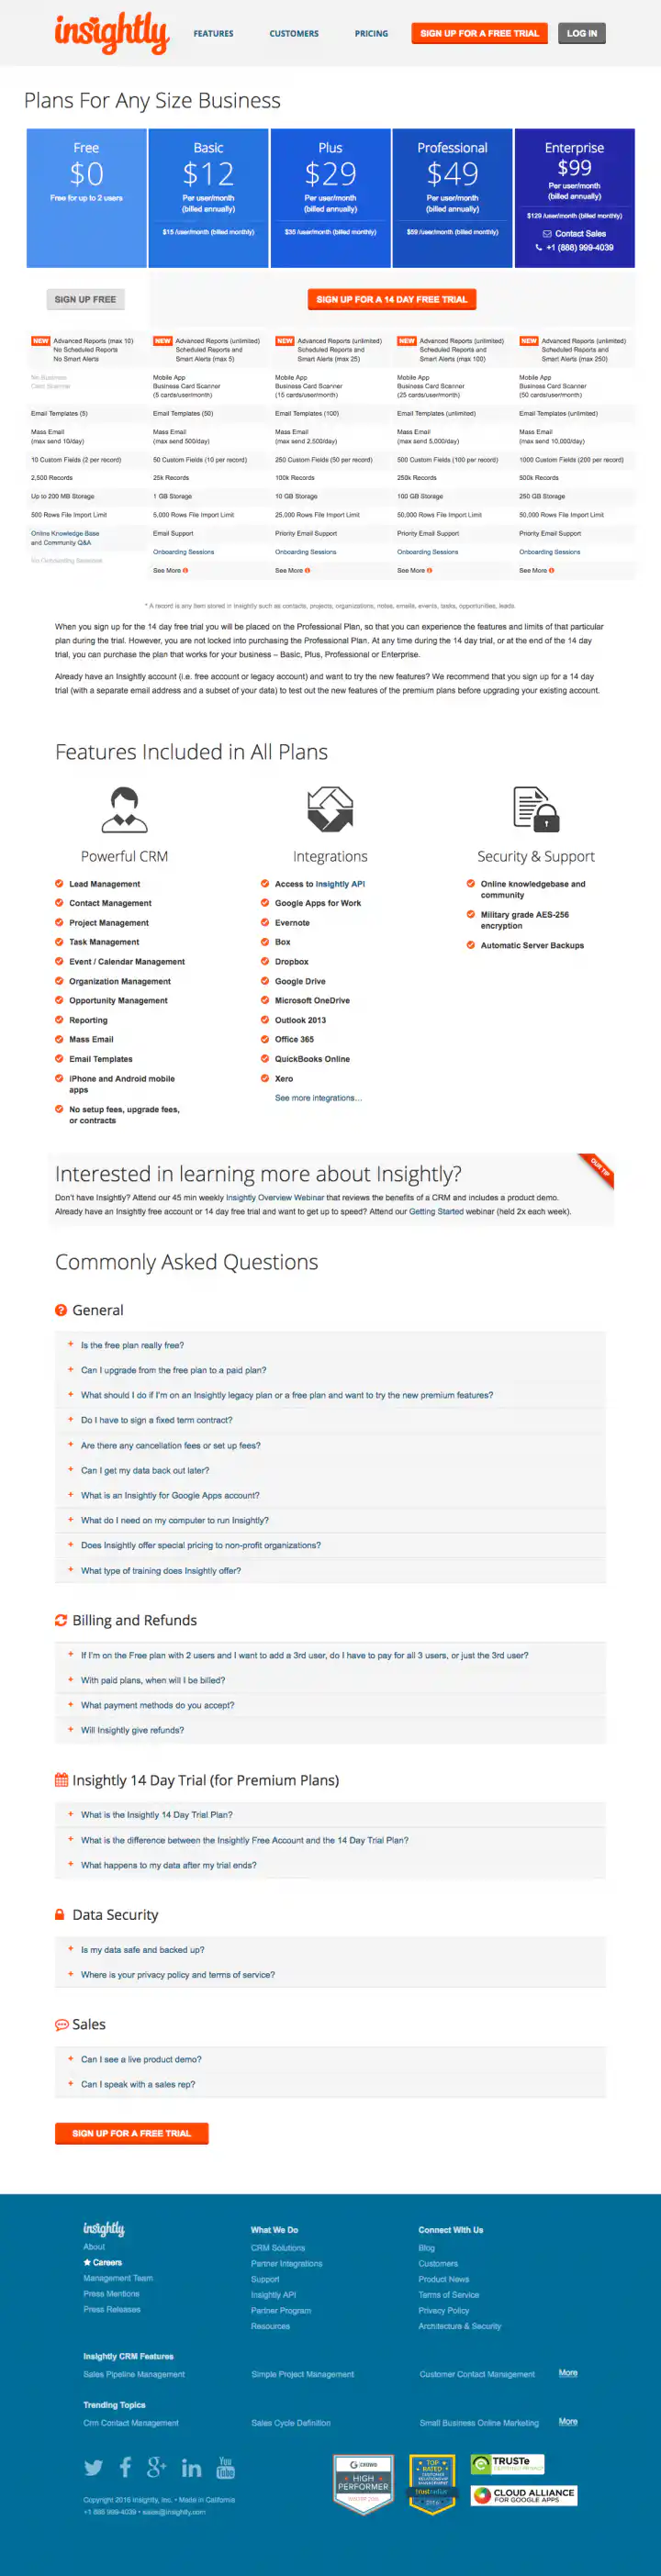 insightly
FEATURES
CUSTOMERS
PRICING
SIGN UP FOR A FREE TRIAL
LOG IN
Plans For Any Size Business
Free
$0
Free for up to 2 users
Basic
$12
Per user/month
(billed annually)
$15 /user/month (billed monthly)
Plus
$29
Per user/month
(billed annually)
$35 /user/month (billed monthly)
Professional
$49
Per user/month
(billed annually)
$59 /user/month (billed monthly)
Enterprise
$99
Per user/month
(billed annually)
$129 /user/month (billed monthly)
Contact Sales
+1 (888) 999-4039
SIGN UP FREE
SIGN UP FOR A 14 DAY FREE TRIAL
NEW Advanced Reports (max 10)
No Scheduled Reports
No Smart Alerts
NEW Advanced Reports (unlimited)
Scheduled Reports and
Smart Alerts (max 5)
NEW Advanced Reports (unlimited)
Scheduled Reports and
Smart Alerts (max 25)
NEW Advanced Reports (unlimited)
Scheduled Reports and
Smart Alerts (max 100)
NEW Advanced Reports (unlimited)
Scheduled Reports and
Smart Alerts (max 250)
No Business
Card Scanner
Mobile App
Business Card Scanner
(5 cards/user/month)
Mobile App
Business Card Scanner
(15 cards/user/month)
Mobile App
Business Card Scanner
(25 cards/user/month)
Mobile App
Business Card Scanner
(50 cards/user/month)
Email Templates (5)
Email Templates (50)
Email Templates (100)
Email Templates (unlimited)
Email Templates (unlimited)
Mass Email
(max send 10/day)
Mass Email
(max send 500/day)
Mass Email
(max send 2,500/day)
Mass Email
(max send 5,000/day)
Mass Email
(max send 10,000/day)
10 Custom Fields (2 per record)
50 Custom Fields (10 per record)
250 Custom Fields (50 per record)
500 Custom Fields (100 per record)
1000 Custom Fields (200 per record)
2,500 Records
25k Records
100k Records
250k Records
500k Records
Up to 200 MB Storage
1 GB Storage
10 GB Storage
100 GB Storage
250 GB Storage
500 Rows File Import Limit
5,000 Rows File Import Limit
25,000 Rows File Import Limit
50,000 Rows File Import Limit
50,000 Rows File Import Limit
Online Knowledge Base
and Community Q&A
Email Support
Priority Email Support
Priority Email Support
Priority Email Support
No Onboarding Sessions
Onboarding Sessions
Onboarding Sessions
Onboarding Sessions
Onboarding Sessions
See More
See More
See More
See More
* A record is any item stored in Insightly such as contacts, projects, organizations, notes, emails, events, tasks, opportunities, leads.
When you sign up for the 14 day free trial you will be placed on the Professional Plan, so that you can experience the features and limits of that particular
plan during the trial. However, you are not locked into purchasing the Professional Plan. At any time during the 14 day trial, or at the end of the 14 day
trial, you can purchase the plan that works for your business – Basic, Plus, Professional or Enterprise.
Already have an Insightly account (i.e. free account or legacy account) and want to try the new features? We recommend that you sign up for a 14 day
trial (with a separate email address and a subset of your data) to test out the new features of the premium plans before upgrading your existing account.
Features Included in All Plans
Powerful CRM
Lead Management
Contact Management
Project Management
Task Management
Event / Calendar Management
Organization Management
Opportunity Management
Reporting
Mass Email
Email Templates
iPhone and Android mobile
apps
No setup fees, upgrade fees,
or contracts
Integrations
Access to Insightly API
Google Apps for Work
Evernote
Box
Dropbox
Google Drive
Microsoft OneDrive
Outlook 2013
Office 365
QuickBooks Online
Xero
See more integrations...
Security & Support
Online knowledgebase and
community
Military grade AES-256
encryption
Automatic Server Backups
OUR TIP
Interested in learning more about Insightly?
Don't have Insightly? Attend our 45 min weekly Insightly Overview Webinar that reviews the benefits of a CRM and includes a product demo.
Already have an Insightly free account or 14 day free trial and want to get up to speed? Attend our Getting Started webinar (held 2x each week).
Commonly Asked Questions
General
Is the free plan really free?
Can I upgrade from the free plan to a paid plan?
What should I do if I'm on an Insightly legacy plan or a free plan and want to try the new premium features?
Do I have to sign a fixed term contract?
Are there any cancellation fees or set up fees?
Can I get my data back out later?
What is an Insightly for Google Apps account?
What do I need on my computer to run Insightly?
Does Insightly offer special pricing to non-profit organizations?
What type of training does Insightly offer?
Billing and Refunds
If I'm on the Free plan with 2 users and I want to add a 3rd user, do I have to pay for all 3 users, or just the 3rd user?
With paid plans, when will I be billed?
What payment methods do you accept?
Will Insightly give refunds?
Insightly 14 Day Trial (for Premium Plans)
What is the Insightly 14 Day Trial Plan?
What is the difference between the Insightly Free Account and the 14 Day Trial Plan?
What happens to my data after my trial ends?
Data Security
Is my data safe and backed up?
Where is your privacy policy and terms of service?
Sales
Can I see a live product demo?
Can I speak with a sales rep?
SIGN UP FOR A FREE TRIAL
insightly
About
Careers
Management Team
Press Mentions
Press Releases
What We Do
CRM Solutions
Partner Integrations
Support
Insightly API
Partner Program
Resources
Connect With Us
Blog
Customers
Product News
Terms of Service
Privacy Policy
Architecture & Security
Insightly CRM Features
Sales Pipeline Management
Simple Project Management
Customer Contact Management
More
Trending Topics
Crm Contact Management
Sales Cycle Definition
Small Business Online Marketing
More
You
Tube
CROWD
HIGH
PERFORMER
TOP
RATED
CUSTOMER
RELATIONSHIP
MANAGEMENT
trustradius
TRUSTe
CLOUD ALLIANCE
FOR GOOGLE APPS
Copyright 2016 Insightly, Inc. • Made in California
+1 888 999-4039 • sales@insightly.com